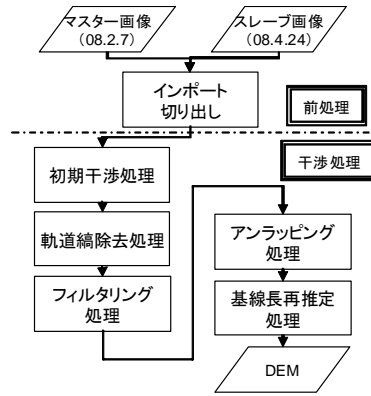 マスター画像
(08.2.7)
スレーブ画像
(08.4.24)
インポート
切り出し
前処理
干渉処理
初期干渉処理
軌道縞除去処理
フィルタリング
処理
アンラッピング
処理
基線長再推定
処理
DEM